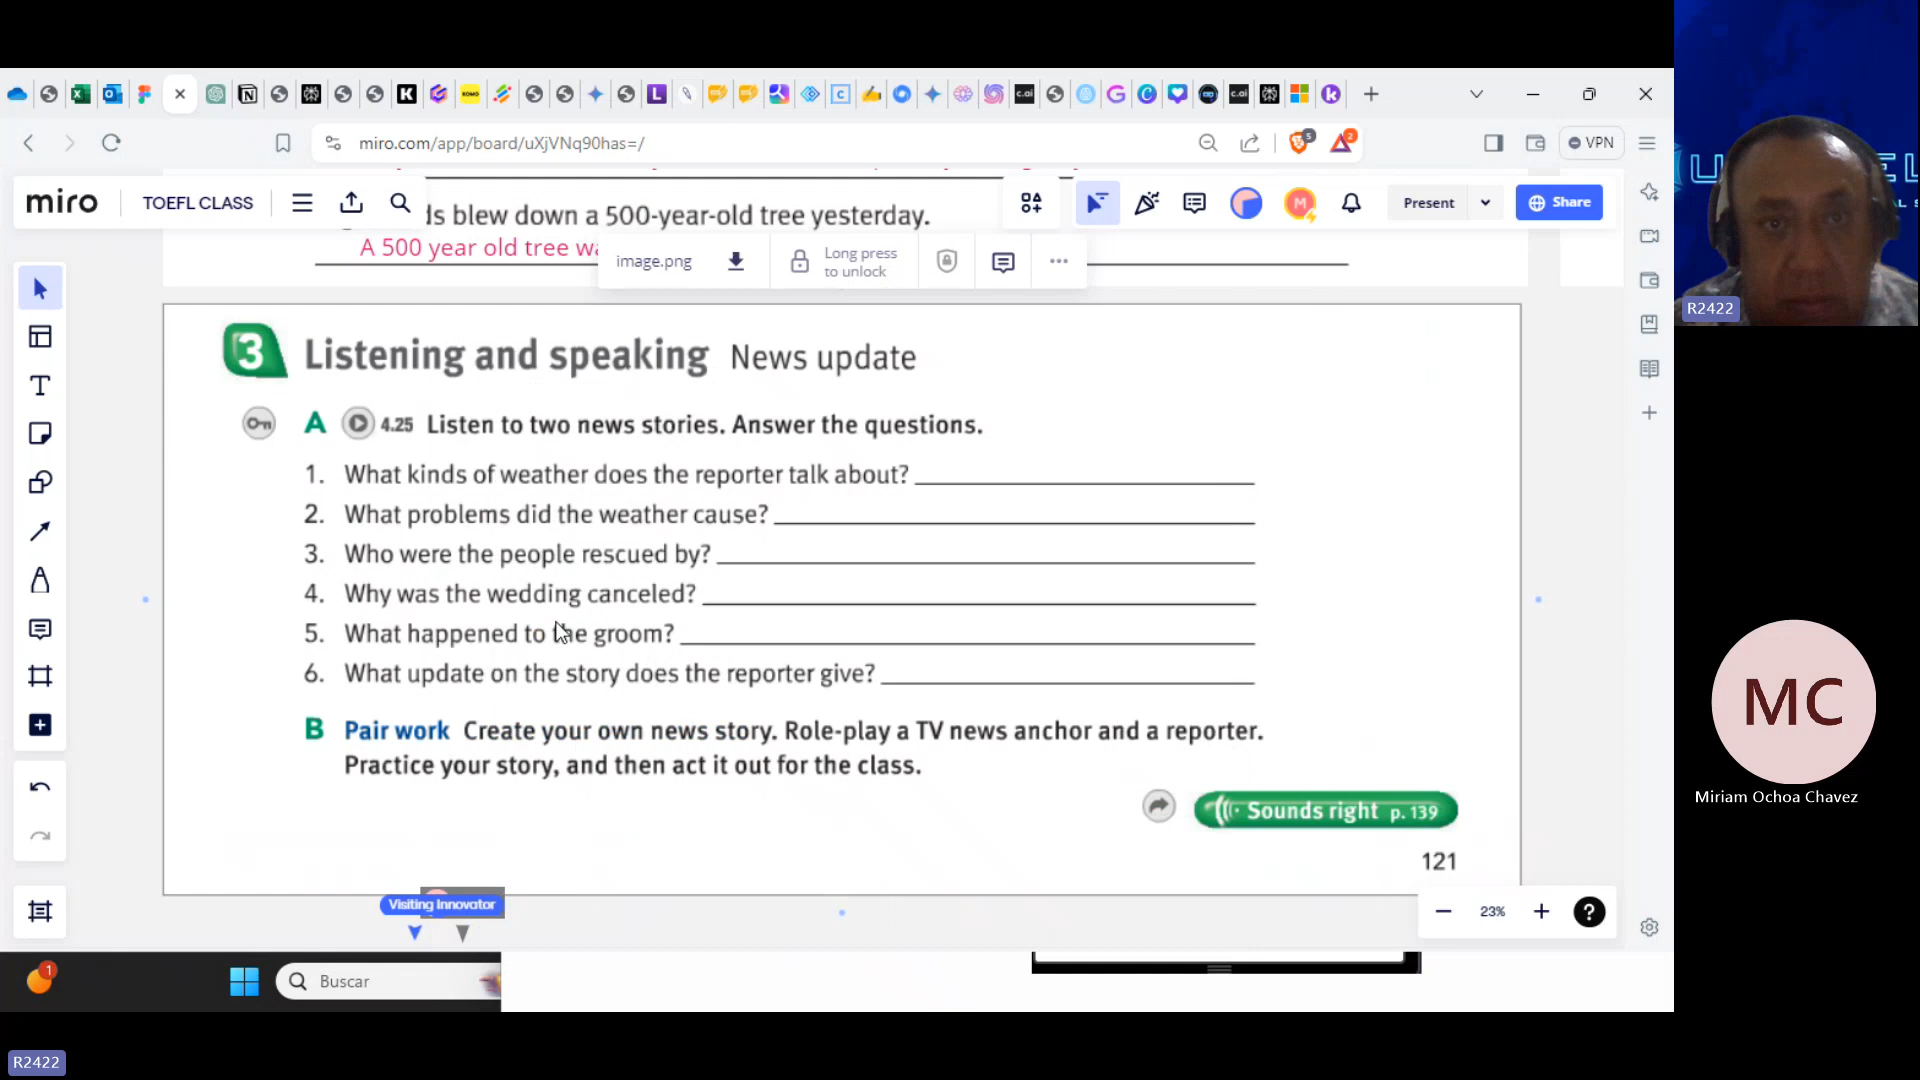 miro.com/app/board/uXjVNq90has=/
5
2
VPN
miro
TOEFL CLASS
Present
Share
ds blew down a 500-year-old tree yesterday.
A 500 year old tree wa
image.png
Long press
to unlock
3 Listening and speaking News update
A 4.25 Listen to two news stories. Answer the questions.
1. What kinds of weather does the reporter talk about?
2. What problems did the weather cause?
3. Who were the people rescued by?
4. Why was the wedding canceled?
5. What happened to the groom?
6. What update on the story does the reporter give?
B Pair work Create your own news story. Role-play a TV news anchor and a reporter.
Practice your story, and then act it out for the class.
Sounds right p. 139
121
Visiting Innovator
23%
1
Buscar
R2422
R2422
MC
Miriam Ochoa Chavez